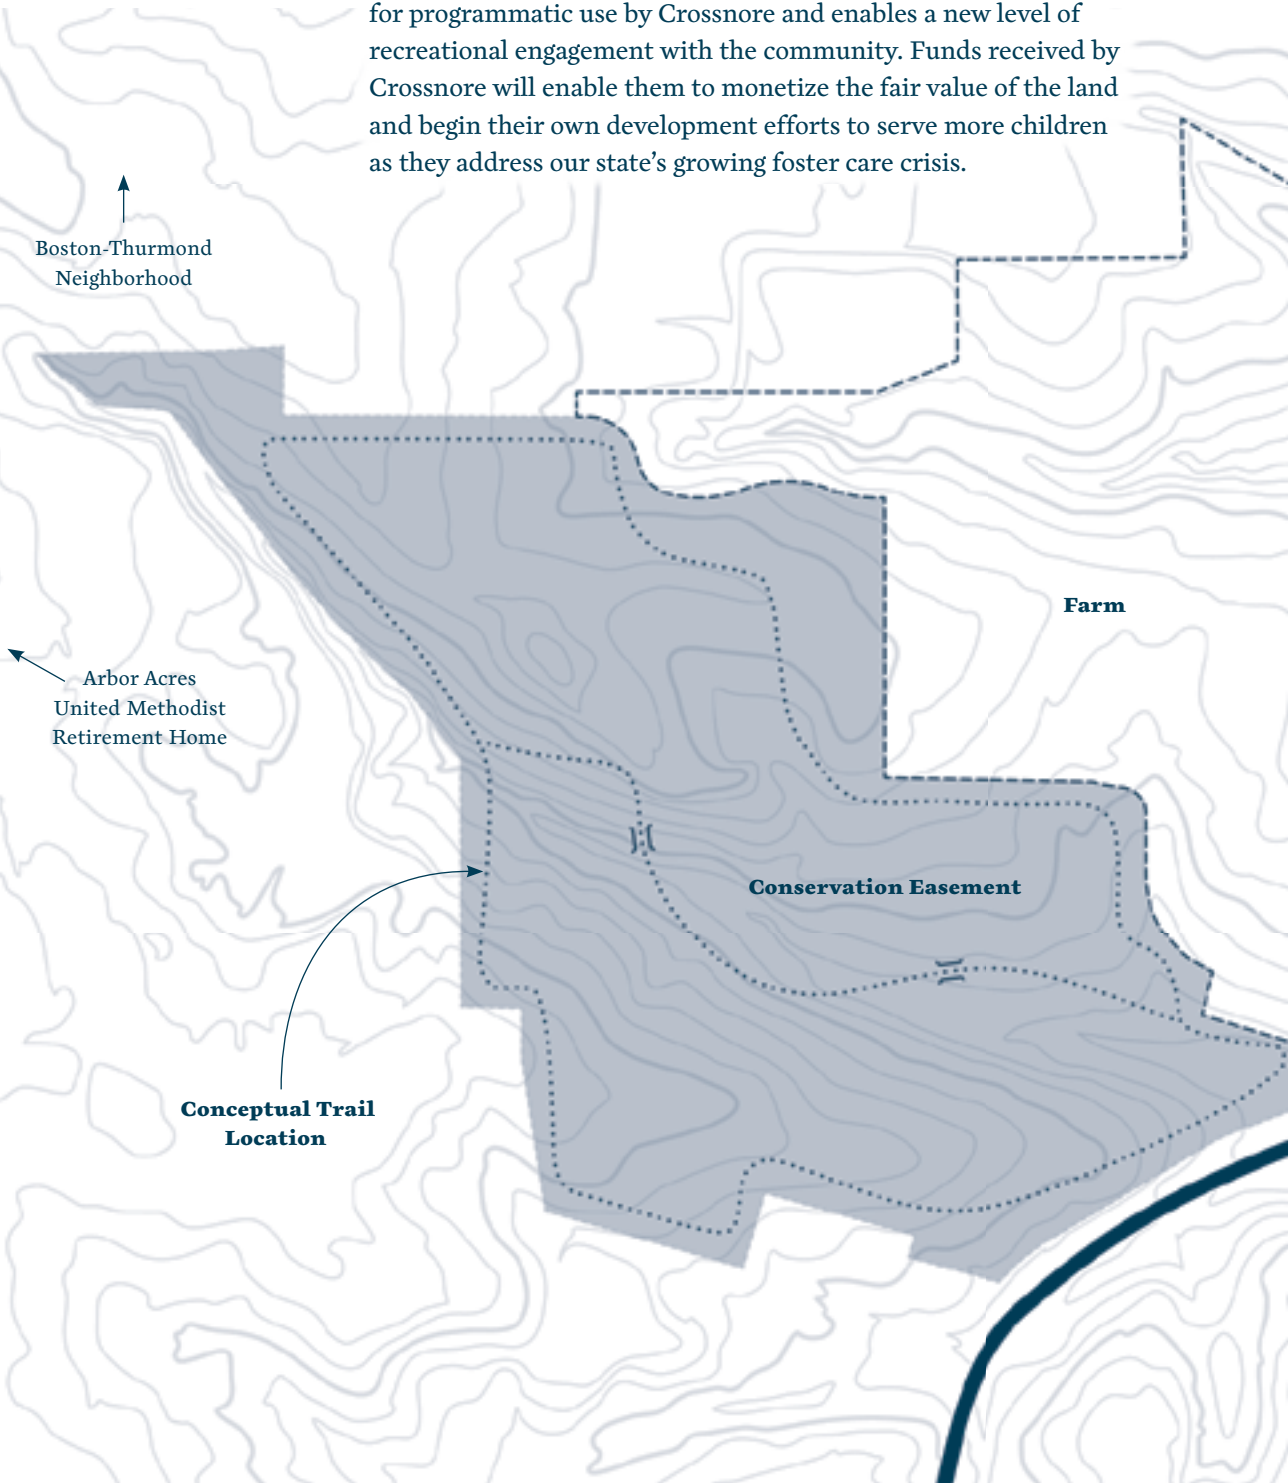 for programmatic use by Crossnore and enables a new level of
recreational engagement with the community. Funds received by
Crossnore will enable them to monetize the fair value of the land
and begin their own development efforts to serve more children
as they address our state’s growing foster care crisis.
Boston-Thurmond
Neighborhood
Farm
Arbor Acres
United Methodist
Retirement Home
Conservation Easement
Conceptual Trail
Location